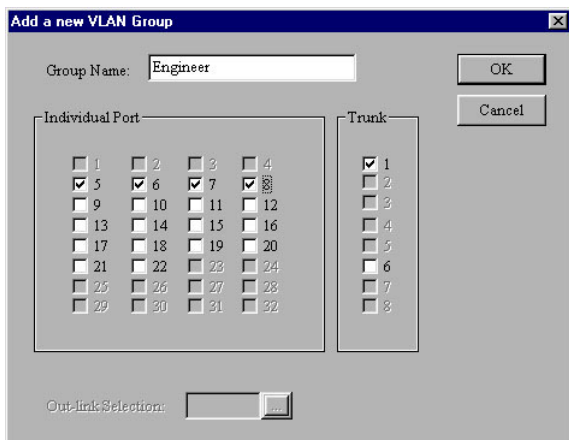 Add a new VLAN Group
Group Name: Engineer
OK
Cancel
Individual Port
1 2 3 4
5 6 7 8
9 10 11 12
13 14 15 16
17 18 19 20
21 22 23 24
25 26 27 28
29 30 31 32
Trunk
1
2
3
4
5
6
7
8
Out-link Selection: ...